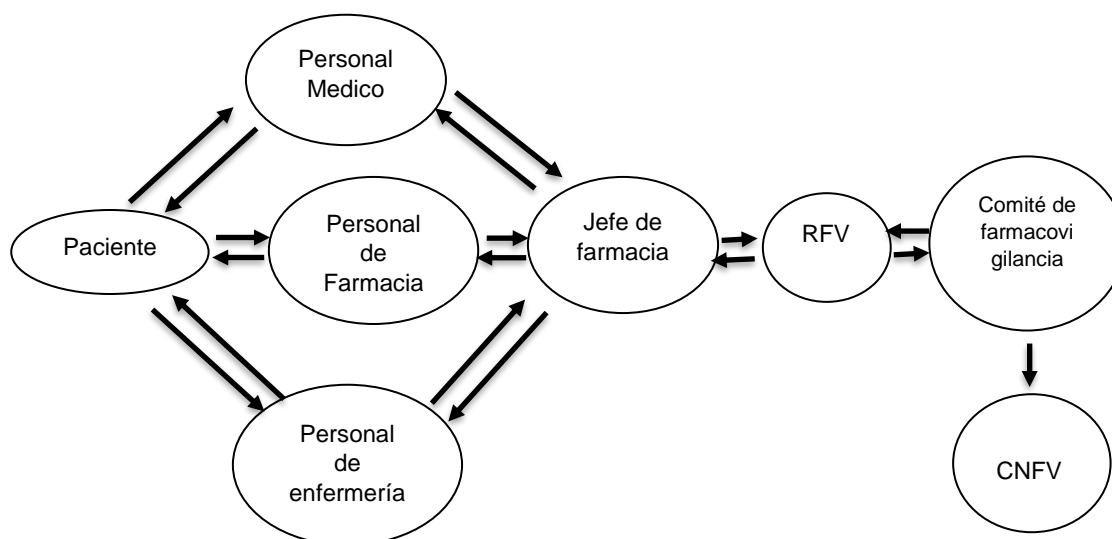 Personal
Medico
Paciente
Personal
de
Farmacia
Jefe de
farmacia
RFV
Comité de
farmacovi
gilancia
Personal
de
enfermería
CNFV